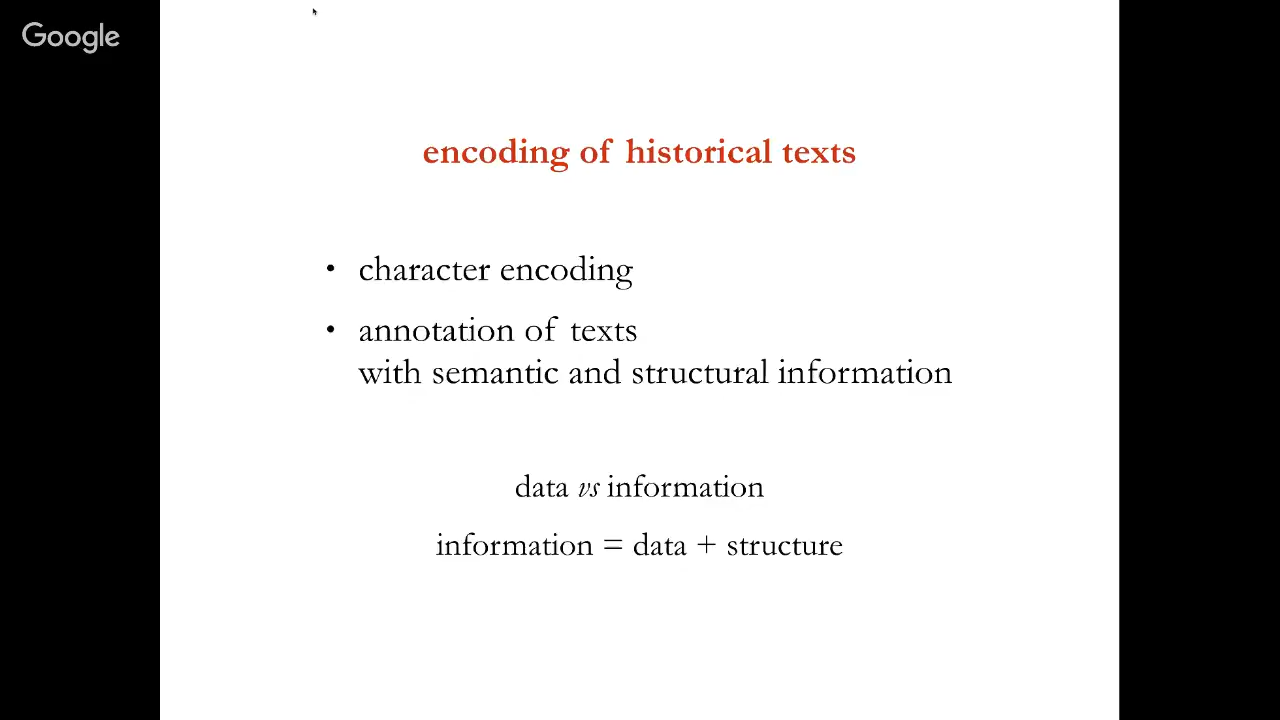 Google
encoding of historical texts
• character encoding
• annotation of texts
with semantic and structural information
data vs information
information = data + structure